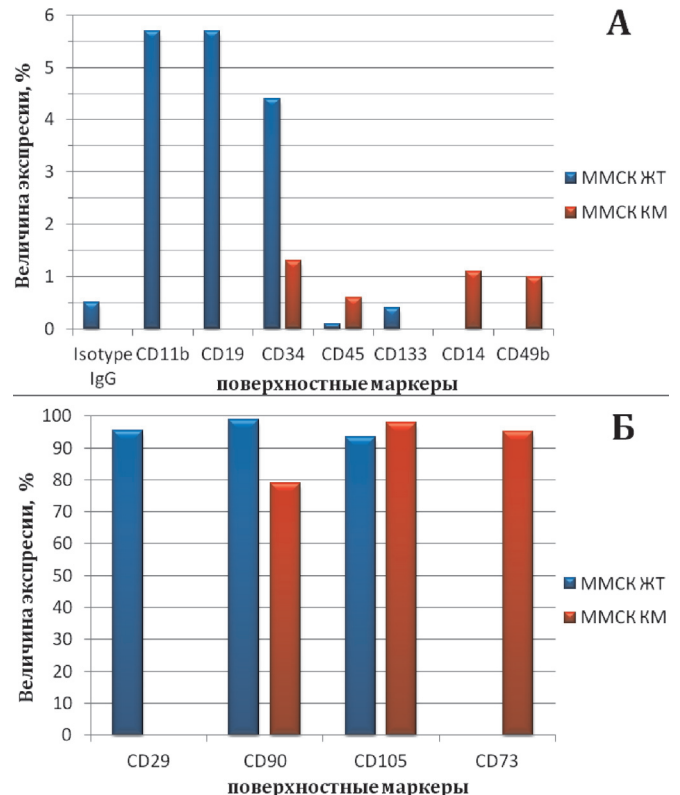 А
Величина экспресии, %
6
5
4
3
2
1
0
ММСК ЖТ
ММСК КМ
Isotype IgG CD11b CD19 CD34 CD45 CD133 CD14 CD49b
поверхностные маркеры
Б
Величина экспресии, %
100
90
80
70
60
50
40
30
20
10
0
ММСК ЖТ
ММСК КМ
CD29 CD90 CD105 CD73
поверхностные маркеры